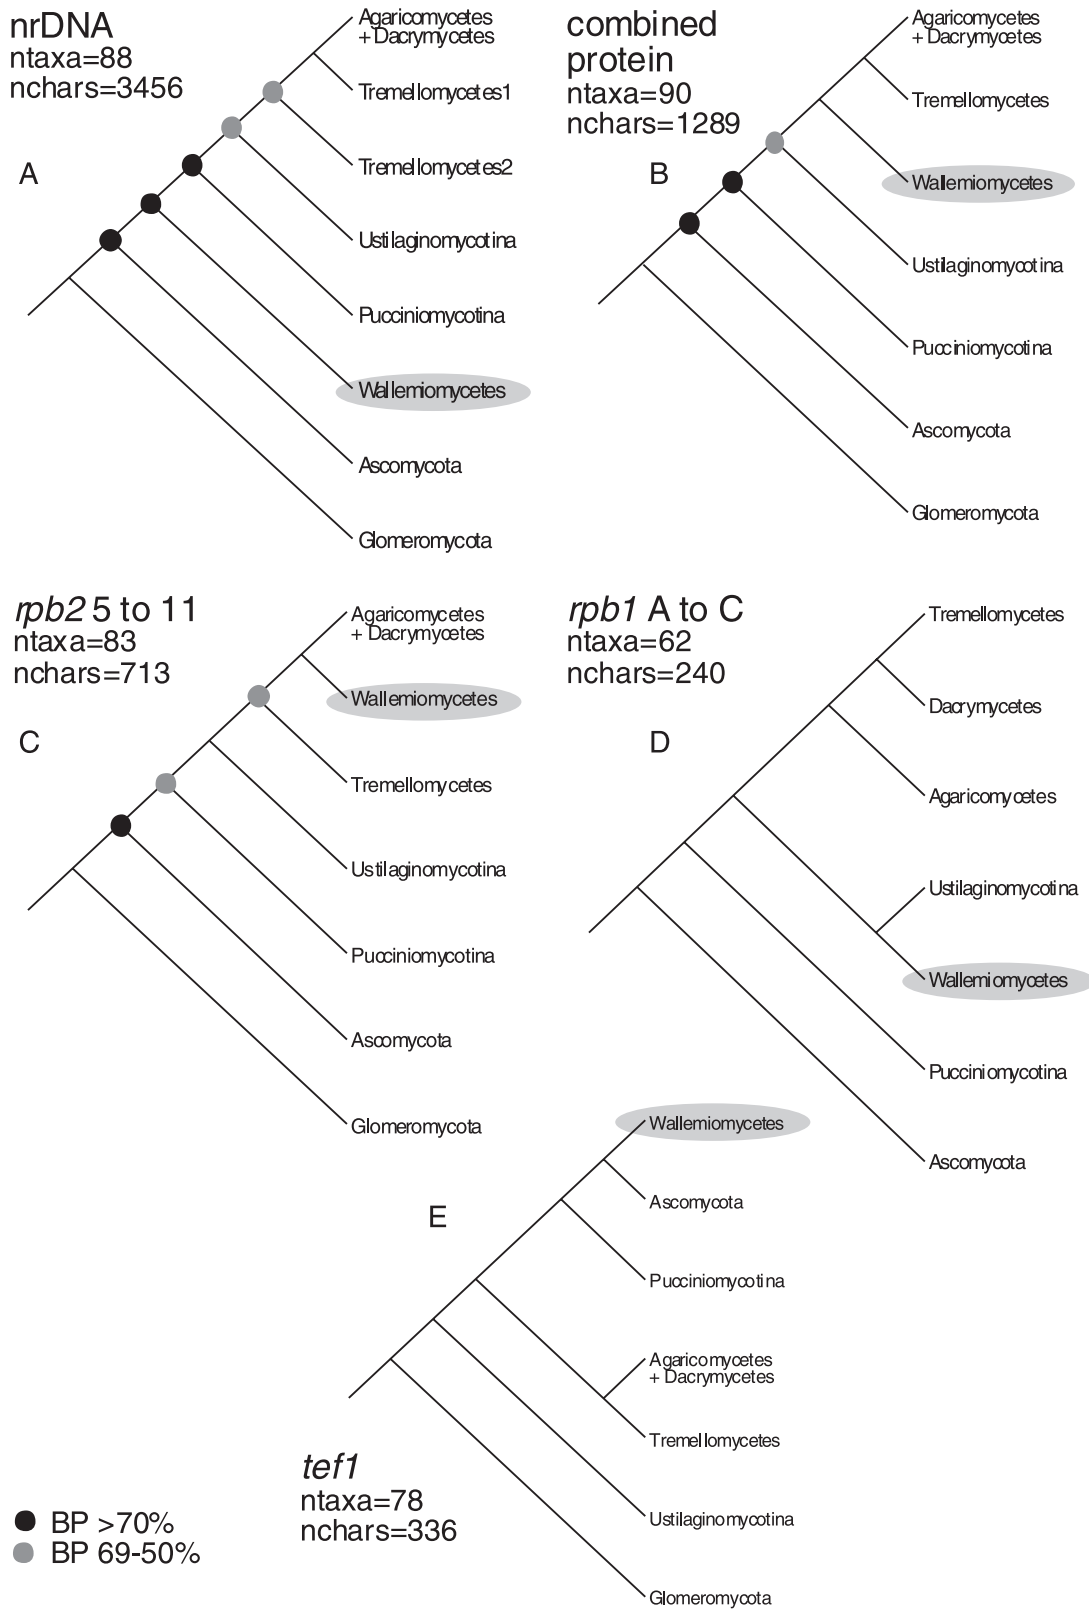 nrDNA
ntaxa=88
nchars=3456
A
Agaricomycetes
+ Dacrymycetes
Tremellomycetes1
Tremellomycetes2
Ustilaginomycotina
Pucciniomycotina
Wallemiomycetes
Ascomycota
Glomeromycota
combined
protein
ntaxa=90
nchars=1289
B
Agaricomycetes
+ Dacrymycetes
Tremellomycetes
Wallemiomycetes
Ustilaginomycotina
Pucciniomycotina
Ascomycota
Glomeromycota
rpb2 5 to 11
ntaxa=83
nchars=713
C
Agaricomycetes
+ Dacrymycetes
Wallemiomycetes
Tremellomycetes
Ustilaginomycotina
Pucciniomycotina
Ascomycota
Glomeromycota
rpb1 A to C
ntaxa=62
nchars=240
D
Tremellomycetes
Dacrymycetes
Agaricomycetes
Ustilaginomycotina
Wallemiomycetes
Pucciniomycotina
Ascomycota
E
Wallemiomycetes
Ascomycota
Pucciniomycotina
Agaricomycetes
+ Dacrymycetes
Tremellomycetes
Ustilaginomycotina
Glomeromycota
tef1
ntaxa=78
nchars=336
BP >70%
BP 69-50%